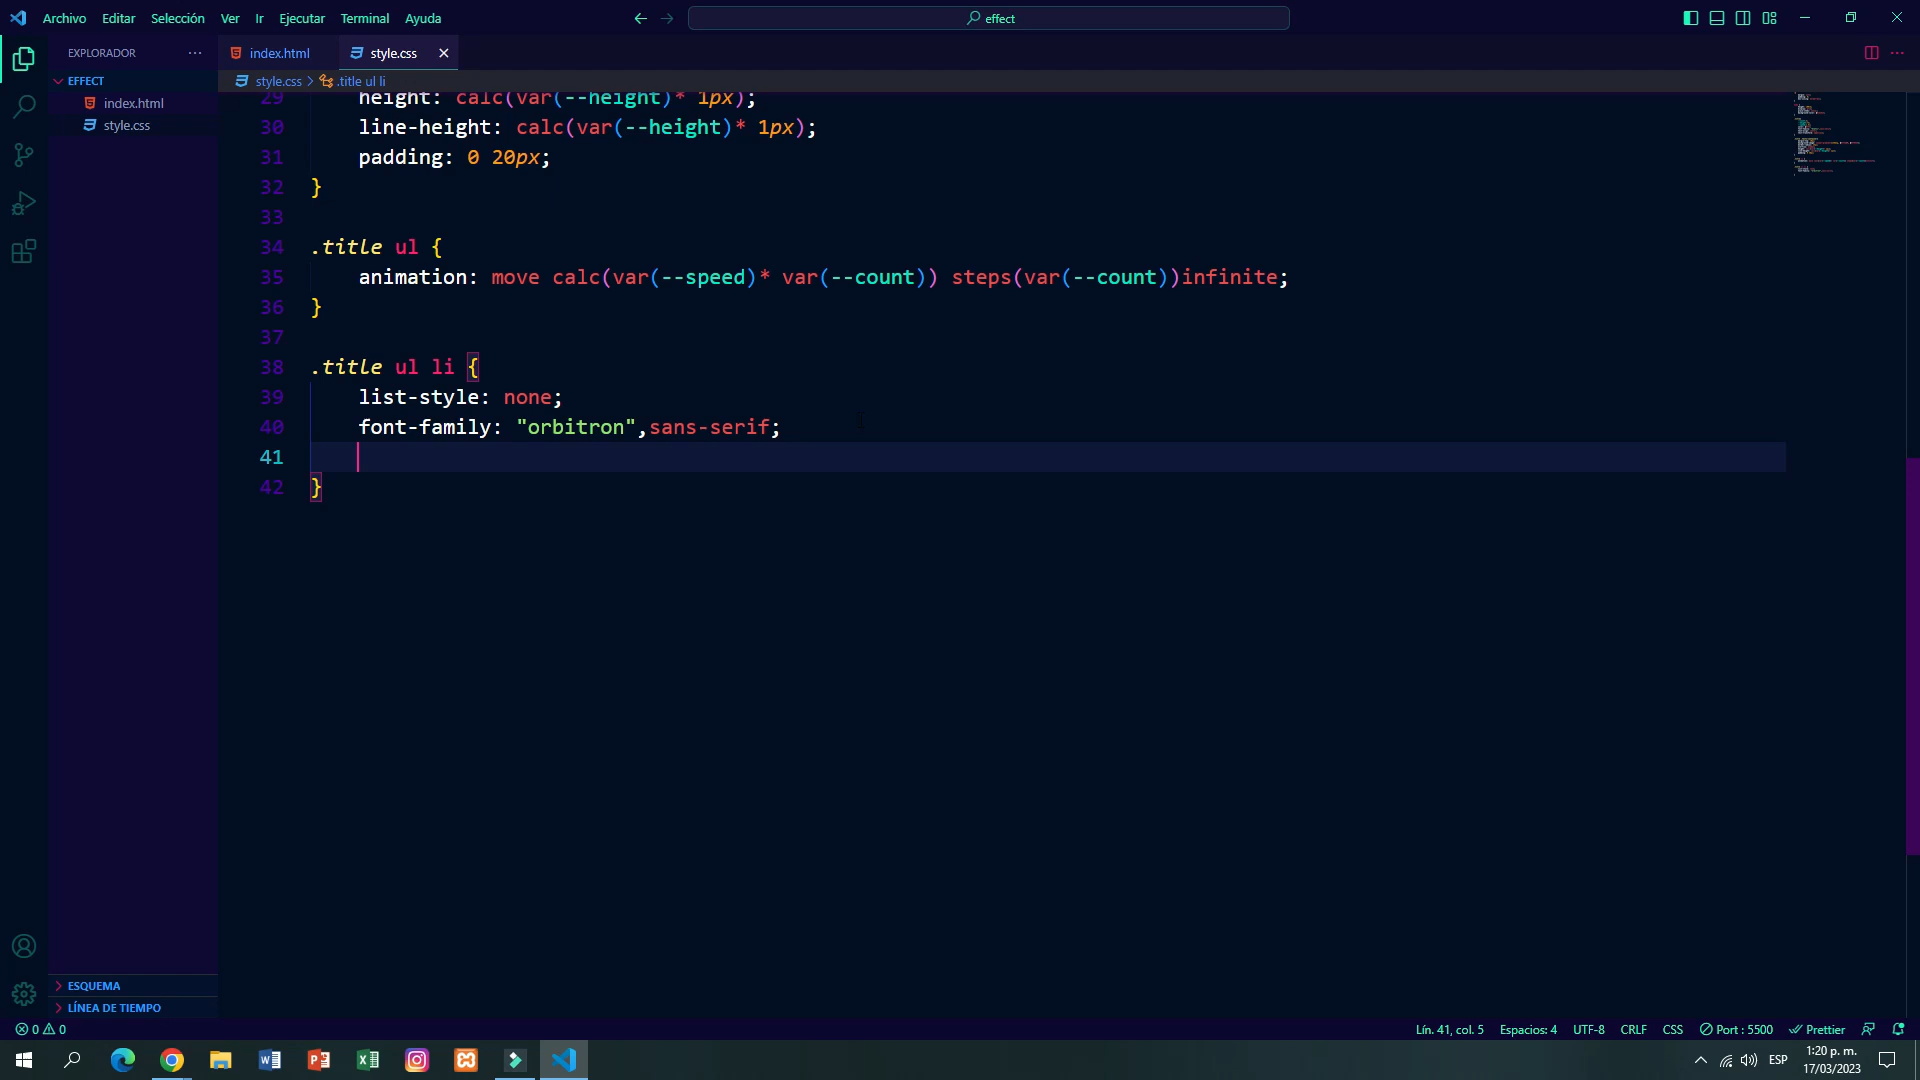 Archivo Editar Selección Ver Ir Ejecutar Terminal Ayuda effect
EXPLORADOR
EFFECT
index.html
style.css
ESQUEMA
LÍNEA DE TIEMPO
index.html style.css
style.css > .title ul li
29 height: calc(var(--height)* 1px);
30 line-height: calc(var(--height)* 1px);
31 padding: 0 20px;
32 }
33
34 .title ul {
35 animation: move calc(var(--speed)* var(--count)) steps(var(--count))infinite;
36 }
37
38 .title ul li {
39 list-style: none;
40 font-family: "orbitron",sans-serif;
41
42 }
0 0 Lín. 41, col. 5 Espacios: 4 UTF-8 CRLF CSS Port : 5500 Prettier
ESP 1:20 p. m.
17/03/2023